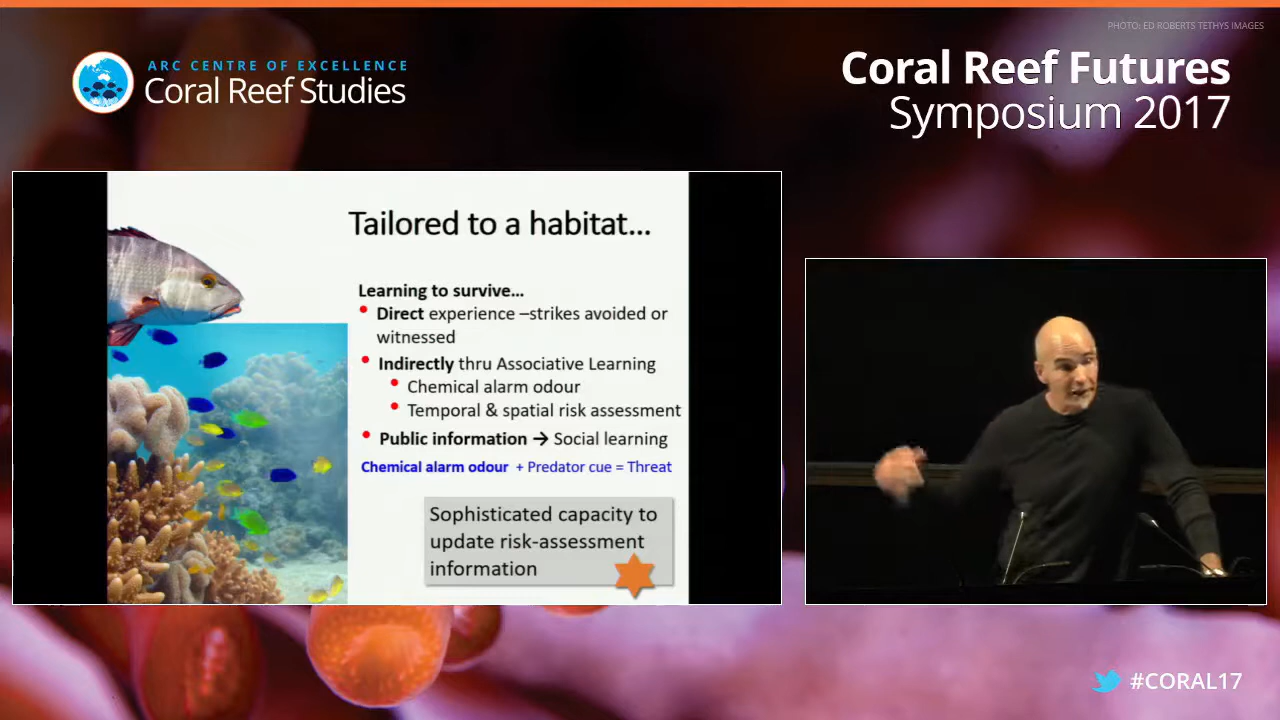 PHOTO: ED ROBERTS TETHYS IMAGES
ARC CENTRE OF EXCELLENCE
Coral Reef Studies
Coral Reef Futures
Symposium 2017
Tailored to a habitat...
Learning to survive...
• Direct experience –strikes avoided or
witnessed
• Indirectly thru Associative Learning
• Chemical alarm odour
• Temporal & spatial risk assessment
• Public information → Social learning
Chemical alarm odour + Predator cue = Threat
Sophisticated capacity to
update risk-assessment
information
#CORAL17